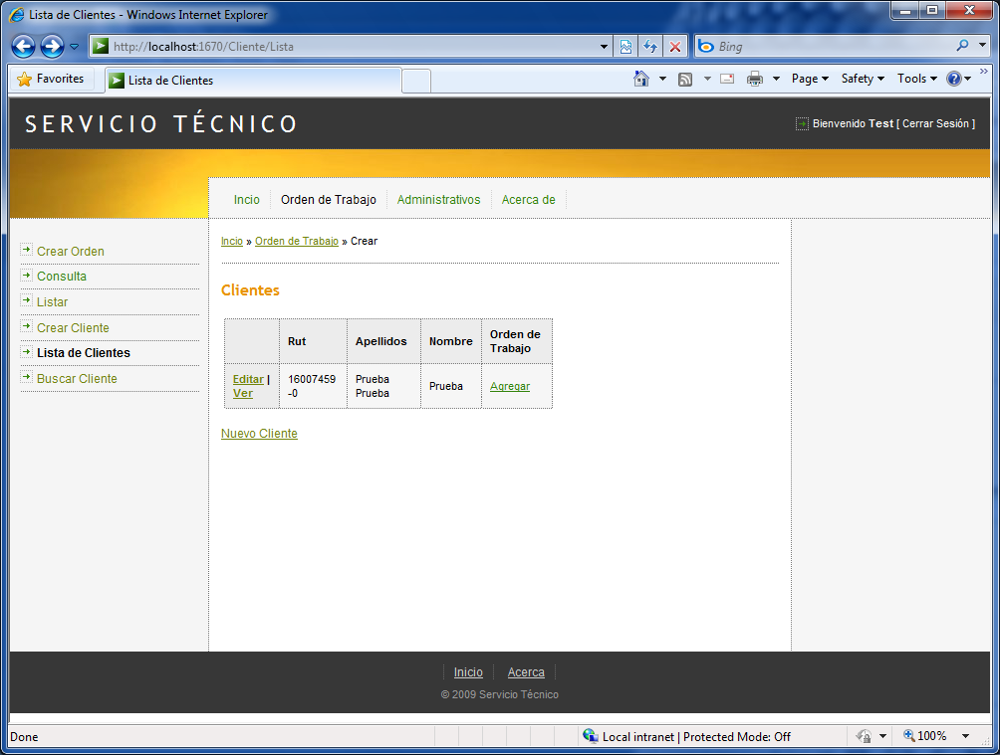 Lista de Clientes - Windows Internet Explorer
http://localhost:1670/Cliente/Lista
Bing
Favorites
Lista de Clientes
Page
Safety
Tools
SERVICIO TÉCNICO
Bienvenido Test [ Cerrar Sesión ]
Incio
Orden de Trabajo
Administrativos
Acerca de
Crear Orden
Consulta
Listar
Crear Cliente
Lista de Clientes
Buscar Cliente
Incio » Orden de Trabajo » Crear
Clientes
Rut
Apellidos
Nombre
Orden de
Trabajo
Editar |
Ver
16007459
-0
Prueba
Prueba
Prueba
Agregar
Nuevo Cliente
Inicio
Acerca
© 2009 Servicio Técnico
Done
Local intranet | Protected Mode: Off
100%